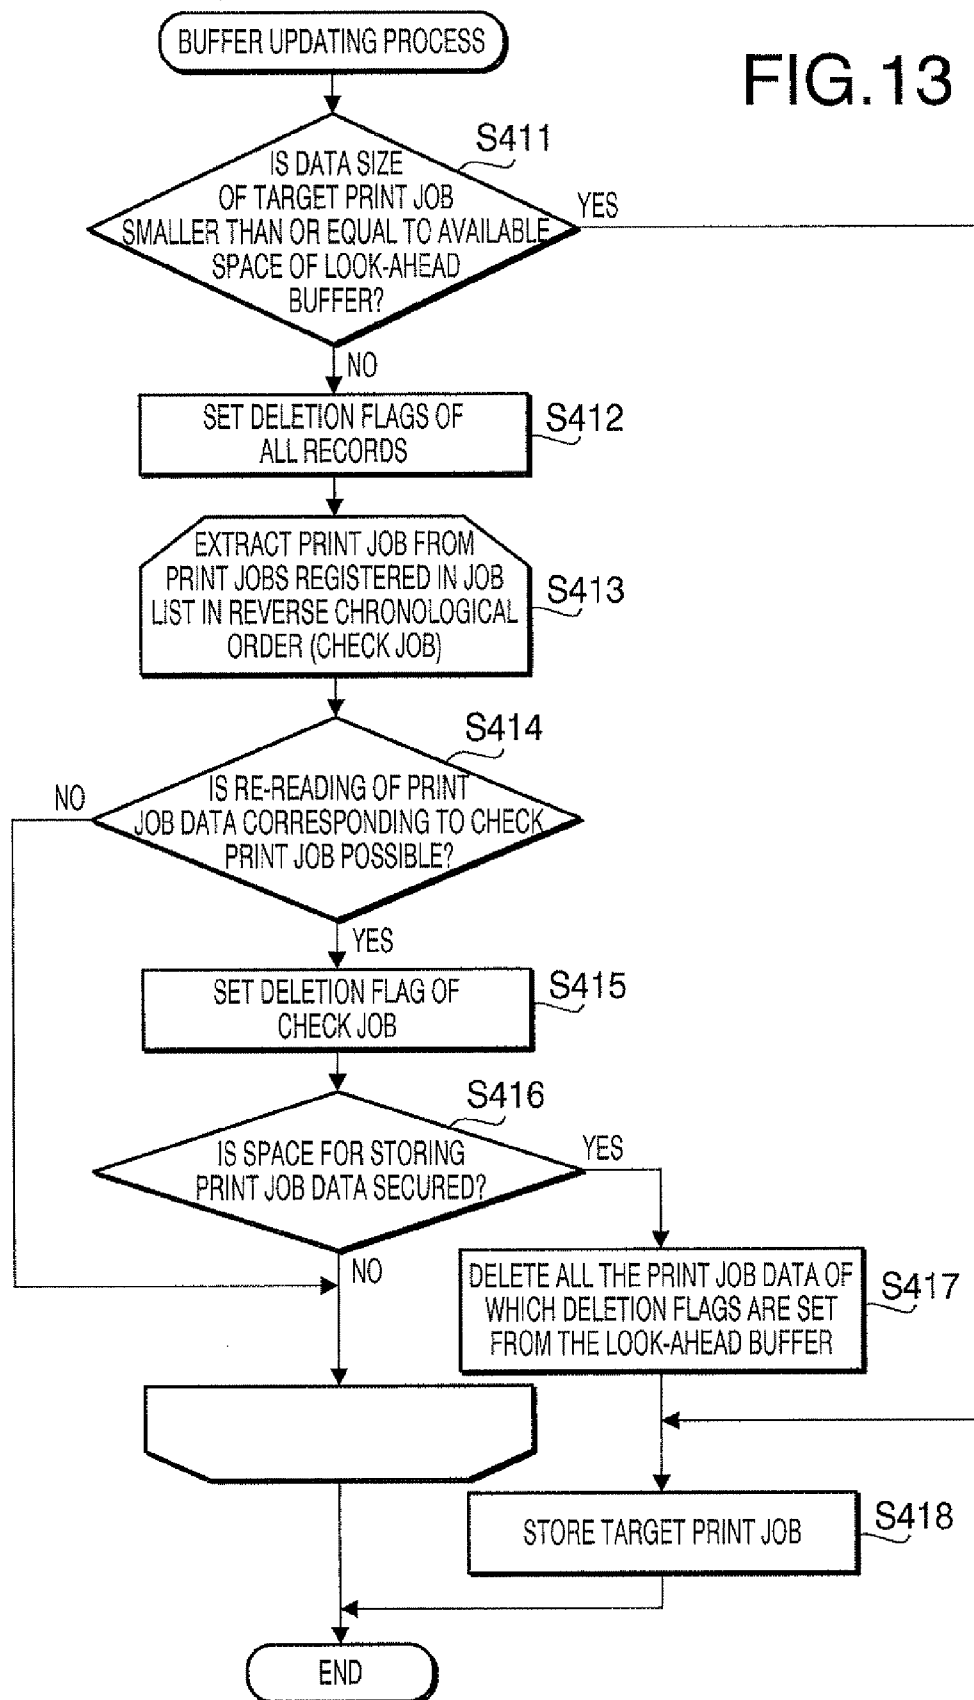 BUFFER UPDATING PROCESS
FIG.13
S411
IS DATA SIZE
OF TARGET PRINT JOB
SMALLER THAN OR EQUAL TO AVAILABLE
SPACE OF LOOK-AHEAD
BUFFER?
YES
NO
SET DELETION FLAGS OF
ALL RECORDS
S412
EXTRACT PRINT JOB FROM
PRINT JOBS REGISTERED IN JOB
LIST IN REVERSE CHRONOLOGICAL
ORDER (CHECK JOB)
S413
S414
IS RE-READING OF PRINT
JOB DATA CORRESPONDING TO CHECK
PRINT JOB POSSIBLE?
NO
YES
SET DELETION FLAG OF
CHECK JOB
S415
S416
IS SPACE FOR STORING
PRINT JOB DATA SECURED?
YES
NO
DELETE ALL THE PRINT JOB DATA OF
WHICH DELETION FLAGS ARE SET
FROM THE LOOK-AHEAD BUFFER
S417
STORE TARGET PRINT JOB
S418
END